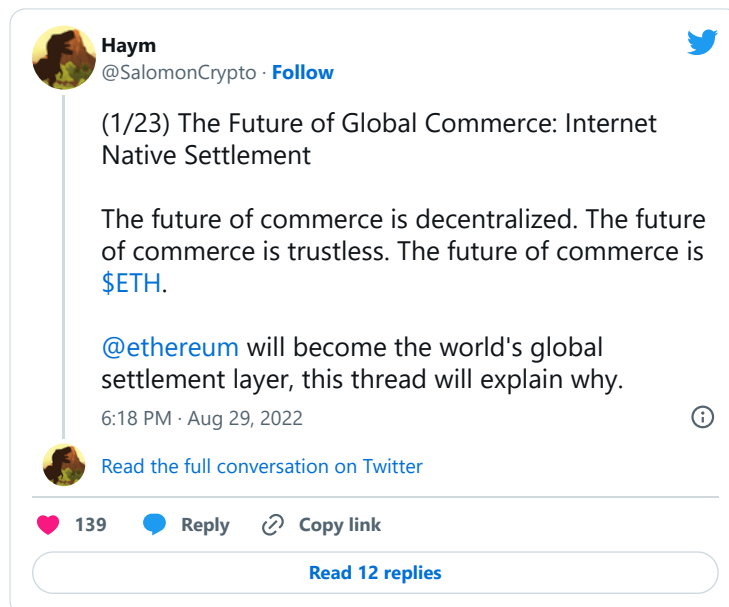 Haym
@SalomonCrypto · Follow
(1/23) The Future of Global Commerce: Internet
Native Settlement
The future of commerce is decentralized. The future
of commerce is trustless. The future of commerce is
$ETH.
@ethereum will become the world's global
settlement layer, this thread will explain why.
6:18 PM · Aug 29, 2022
Read the full conversation on Twitter
139 Reply Copy link
Read 12 replies